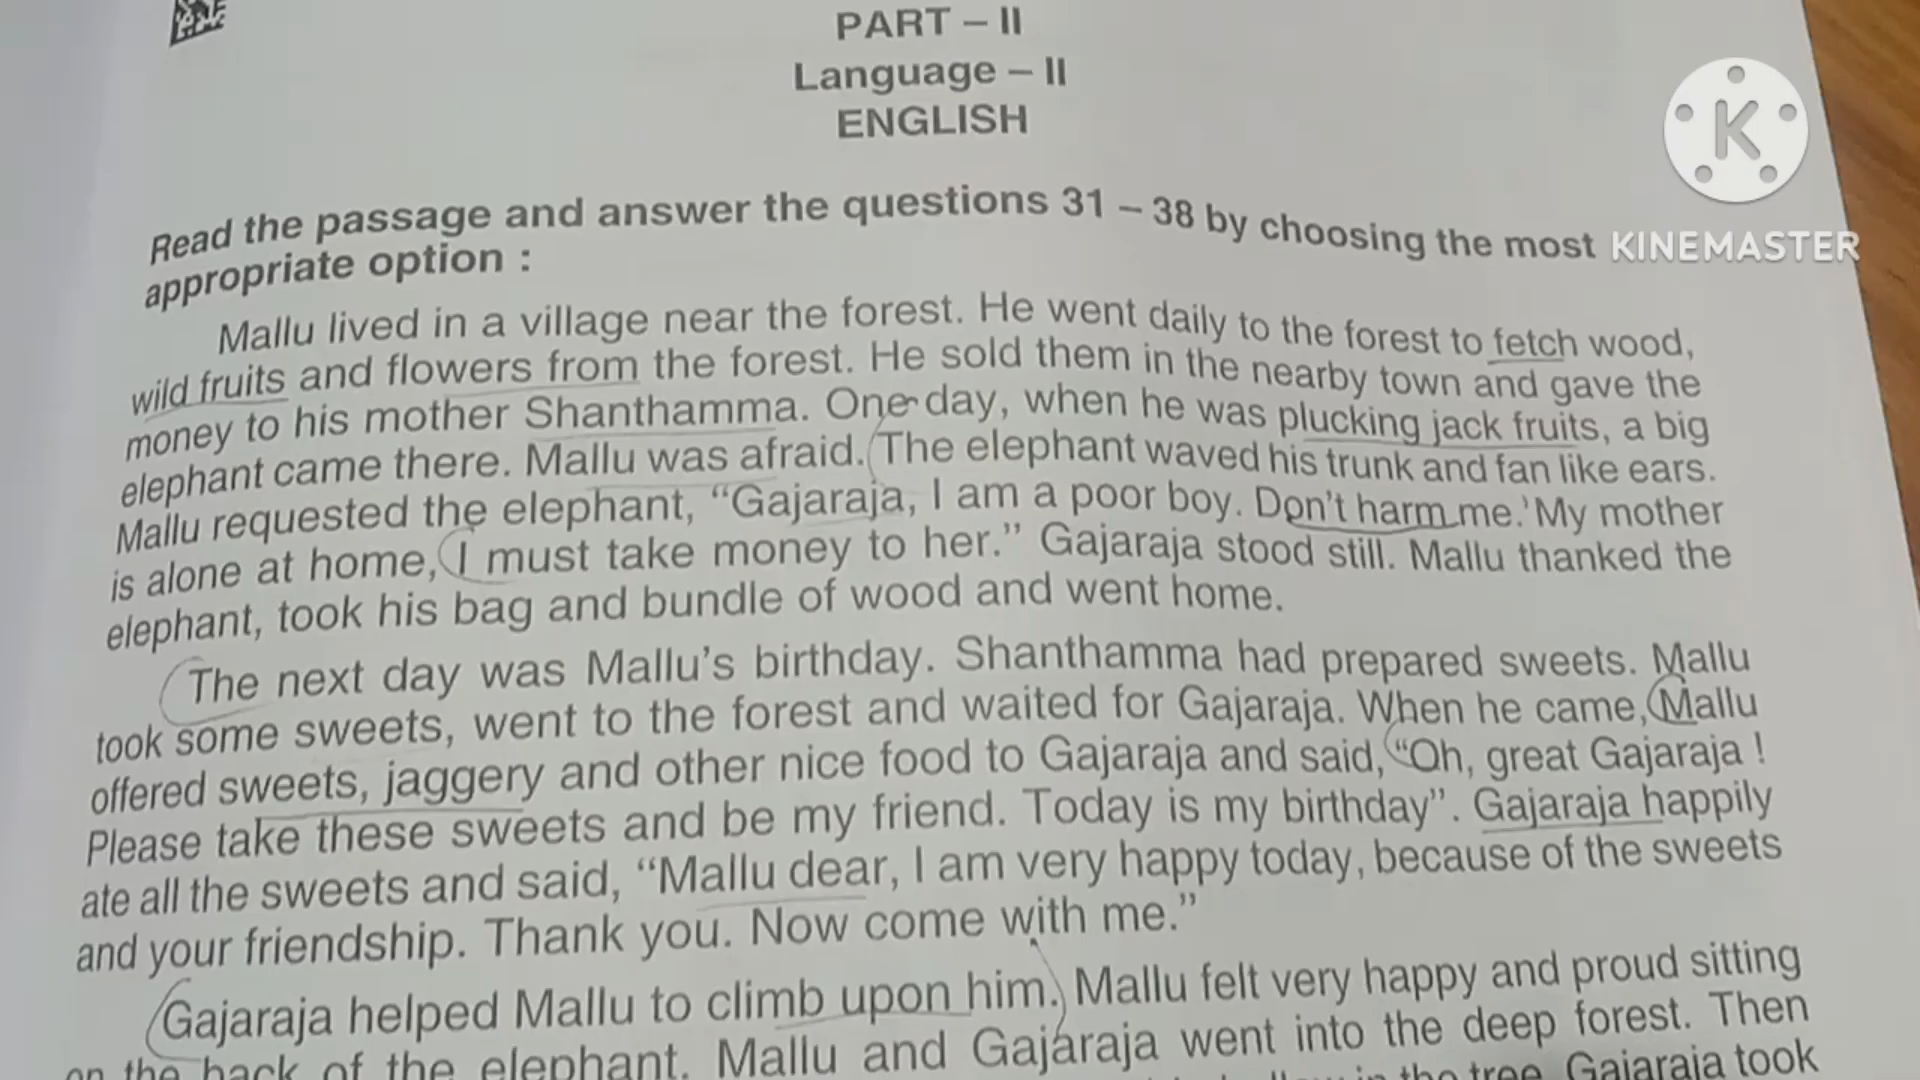 PART – II
Language – II
ENGLISH
K
KINEMASTER
Read the passage and answer the questions 31 – 38 by choosing the most
appropriate option :
Mallu lived in a village near the forest. He went daily to the forest to fetch wood,
wild fruits and flowers from the forest. He sold them in the nearby town and gave the
money to his mother Shanthamma. One day, when he was plucking jack fruits, a big
elephant came there. Mallu was afraid. The elephant waved his trunk and fan like ears.
Mallu requested the elephant, “Gajaraja, I am a poor boy. Don’t harm me. My mother
is alone at home, I must take money to her.” Gajaraja stood still. Mallu thanked the
elephant, took his bag and bundle of wood and went home.
The next day was Mallu’s birthday. Shanthamma had prepared sweets. Mallu
took some sweets, went to the forest and waited for Gajaraja. When he came, Mallu
offered sweets, jaggery and other nice food to Gajaraja and said, “Oh, great Gajaraja !
Please take these sweets and be my friend. Today is my birthday”. Gajaraja happily
ate all the sweets and said, “Mallu dear, I am very happy today, because of the sweets
and your friendship. Thank you. Now come with me.”
Gajaraja helped Mallu to climb upon him. Mallu felt very happy and proud sitting
on the back of the elephant. Mallu and Gajaraja went into the deep forest. Then
in the tree. Gajaraja took